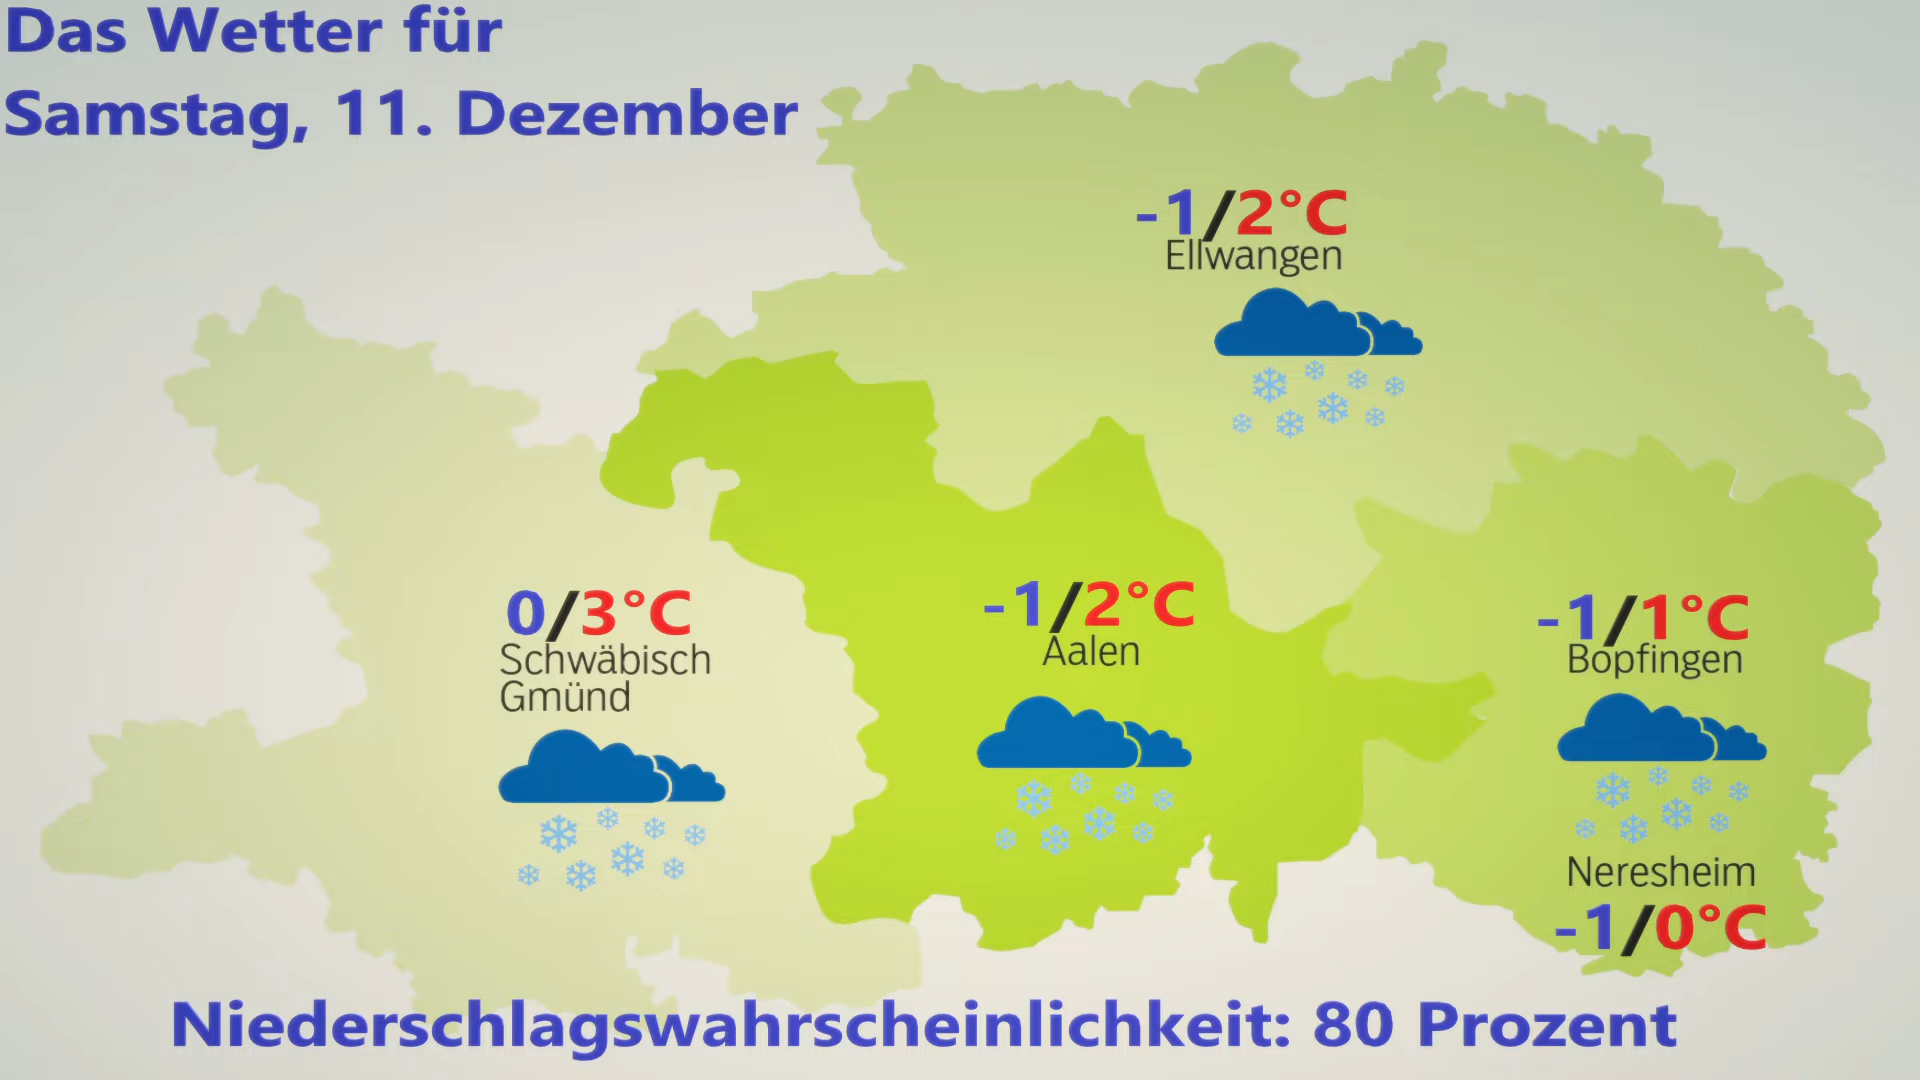 Das Wetter für
Samstag, 11. Dezember
-1/2°C
Ellwangen
0/3°C
Schwäbisch
Gmünd
-1/2°C
Aalen
-1/1°C
Bopfingen
Neresheim
-1/0°C
Niederschlagswahrscheinlichkeit: 80 Prozent